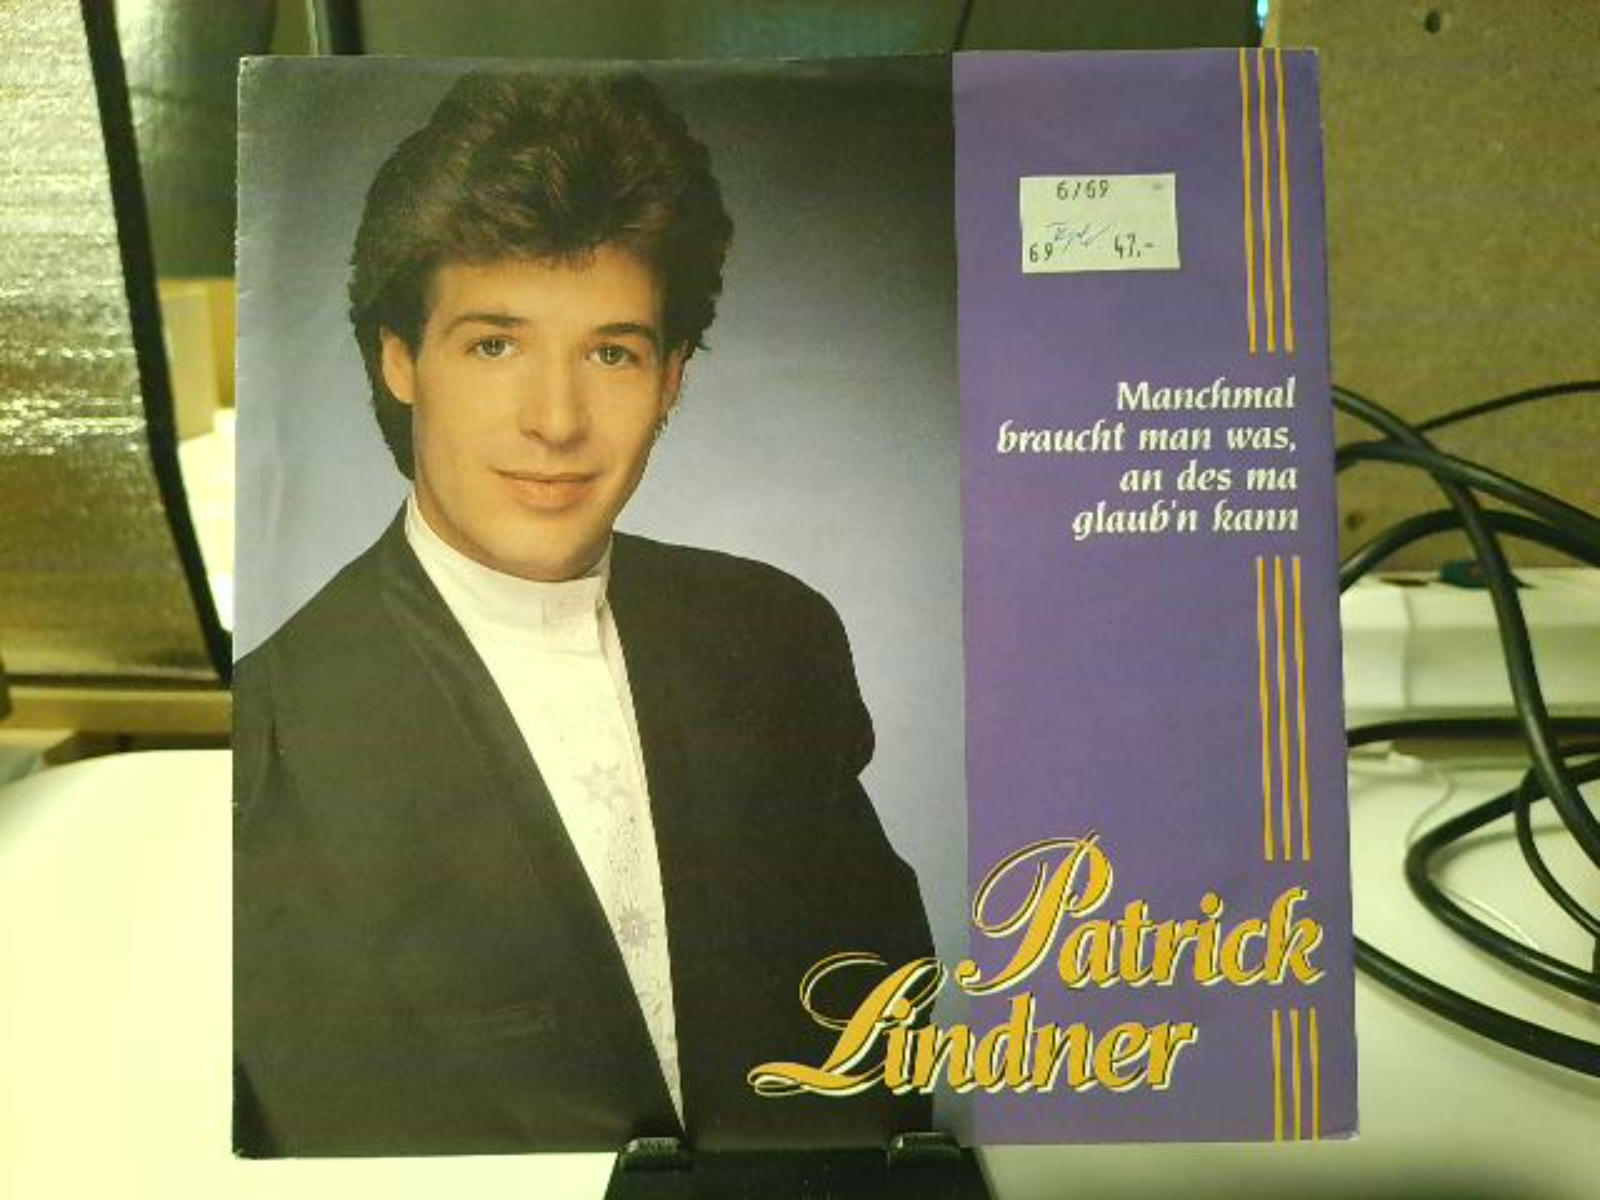 6/69
69 47,-
Manchmal
braucht man was,
an des ma
glaub'n kann
Patrick
Lindner